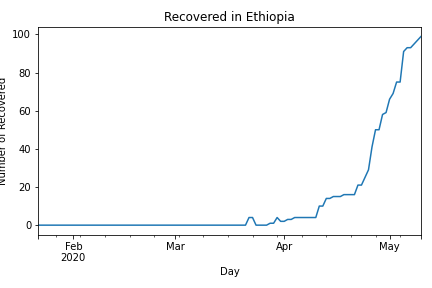 Recovered in Ethiopia
Number of Recovered
100
80
60
40
20
0
Feb
2020
Mar
Apr
May
Day